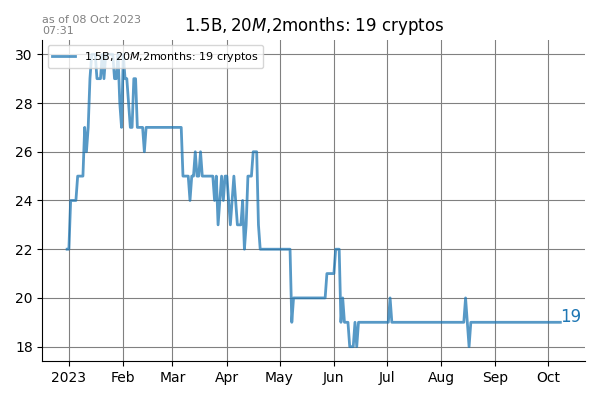 as of 08 Oct 2023
07:31
1.5B, 20M,2months: 19 cryptos
1.5B,20M,2months: 19 cryptos
30
28
26
24
22
20
18
19
2023 Feb Mar Apr May Jun Jul Aug Sep Oct